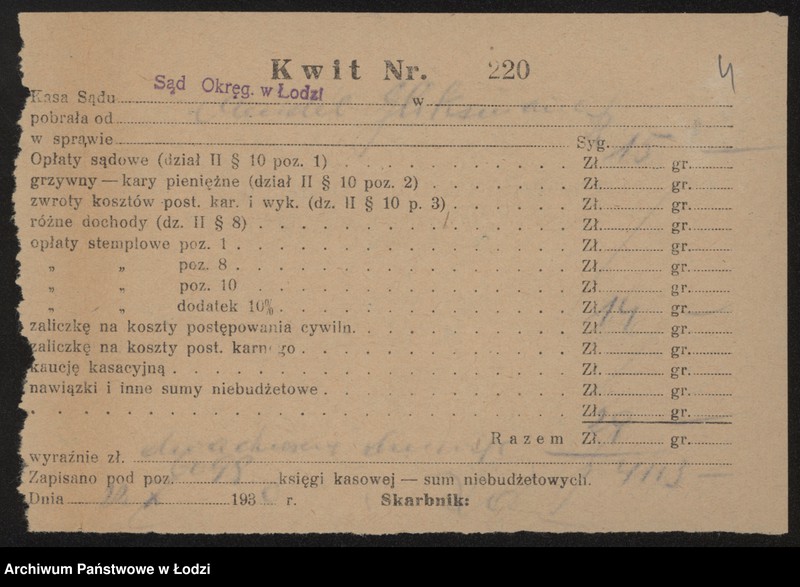 Kwit Nr. 220
4
Kasa Sądu Sąd Okręg. w Łodzi w
pobrała od
w sprawie Syg.
Opłaty sądowe (dział II § 10 poz. 1) Zł. 15 gr. —
grzywny — kary pieniężne (dział II § 10 poz. 2) Zł. gr.
zwroty kosztów post. kar. i wyk. (dz. II § 10 p. 3) Zł. gr.
różne dochody (dz. II § 8) Zł. gr.
opłaty stemplowe poz. 1 Zł. gr.
„ „ poz. 8 Zł. gr.
„ „ poz. 10 Zł. gr.
„ „ dodatek 10% Zł. 14 gr. —
zaliczkę na koszty postępowania cywiln. Zł. gr.
zaliczkę na koszty post. karnego Zł. gr.
kaucję kasacyjną Zł. gr.
nawiązki i inne sumy niebudżetowe Zł. gr.
Zł. gr.
Razem Zł. 29 gr. —
wyraźnie zł.
Zapisano pod poz. księgi kasowej — sum niebudżetowych.
Dnia 193 r. Skarbnik:
Archiwum Państwowe w Łodzi